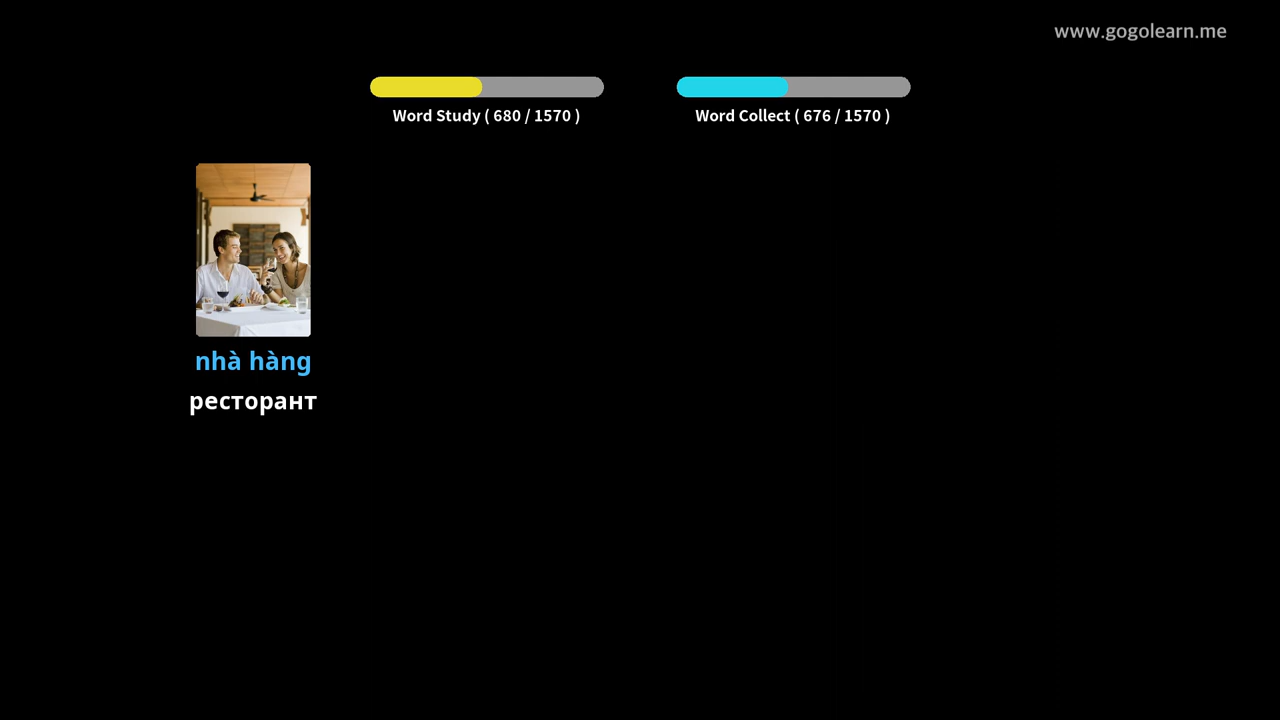 www.gogolearn.me
Word Study ( 680 / 1570 )
Word Collect ( 676 / 1570 )
nhà hàng
ресторант